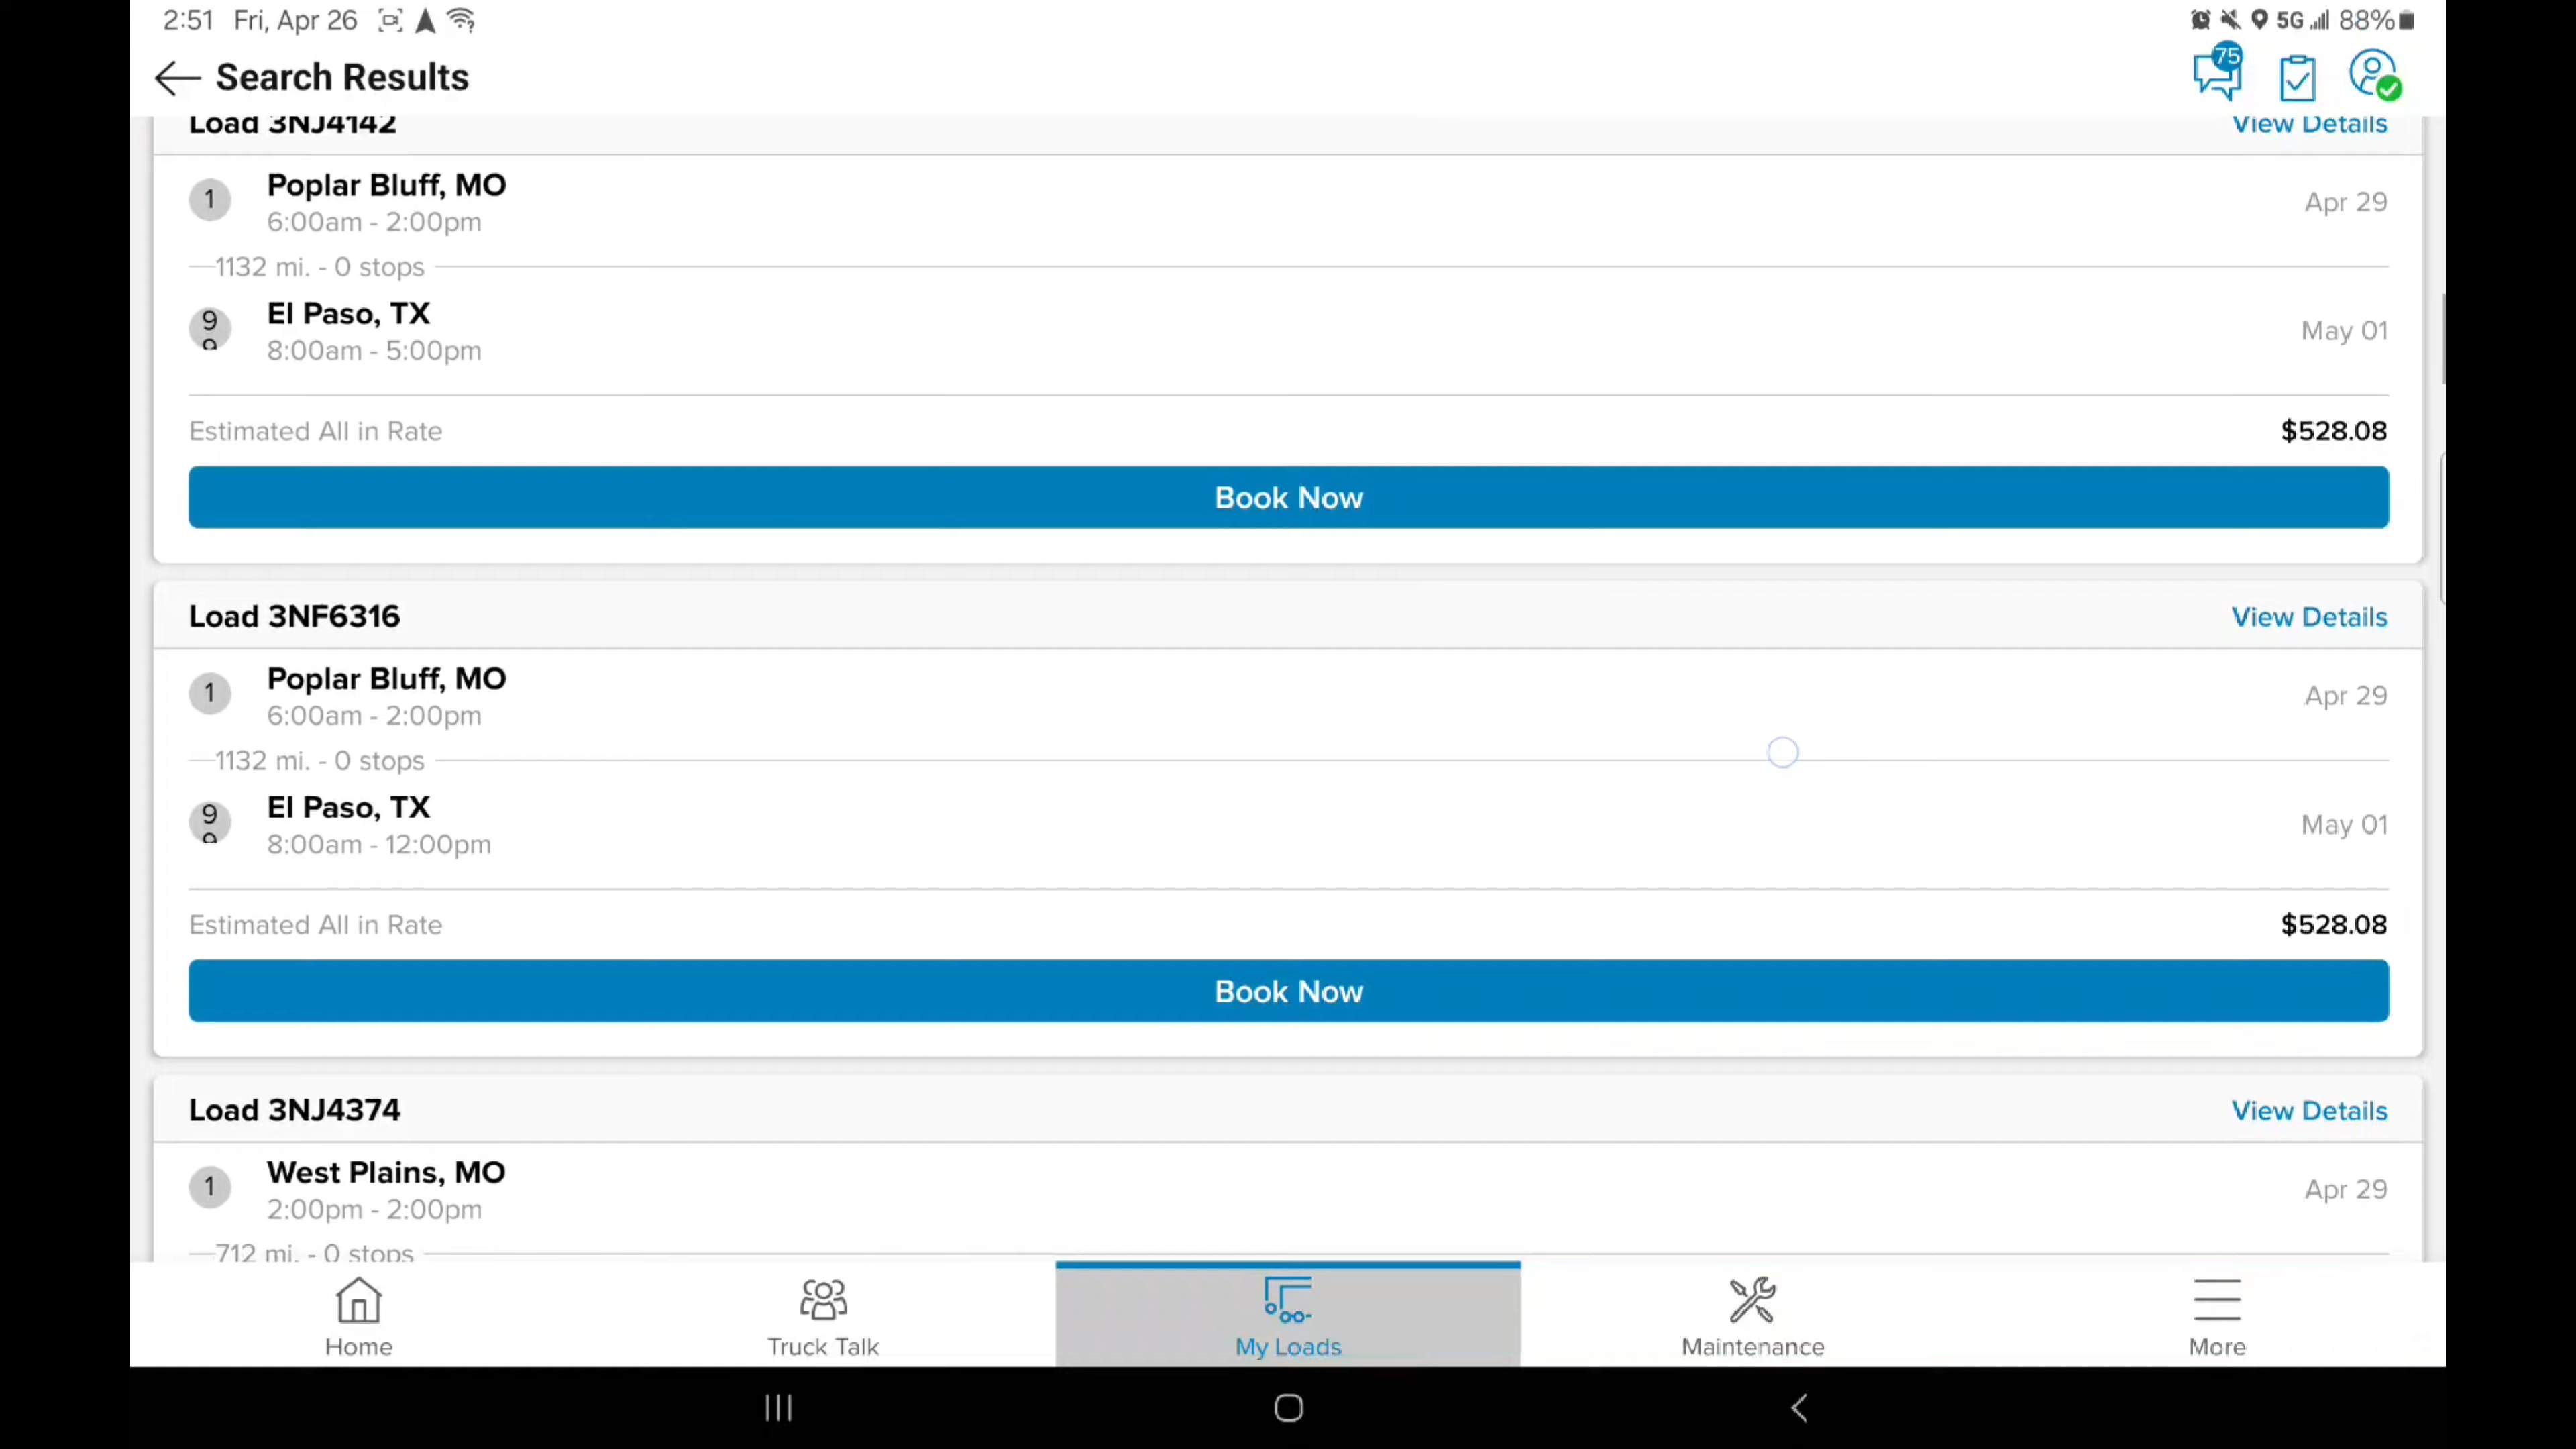 2:51 Fri, Apr 26 5G 88%
Search Results 75
Load 3NJ4142 View Details
1 Poplar Bluff, MO Apr 29
6:00am - 2:00pm
1132 mi. - 0 stops
99 El Paso, TX May 01
8:00am - 5:00pm
Estimated All in Rate $528.08
Book Now
Load 3NF6316 View Details
1 Poplar Bluff, MO Apr 29
6:00am - 2:00pm
1132 mi. - 0 stops
99 El Paso, TX May 01
8:00am - 12:00pm
Estimated All in Rate $528.08
Book Now
Load 3NJ4374 View Details
1 West Plains, MO Apr 29
2:00pm - 2:00pm
712 mi. - 0 stops
Home Truck Talk My Loads Maintenance More